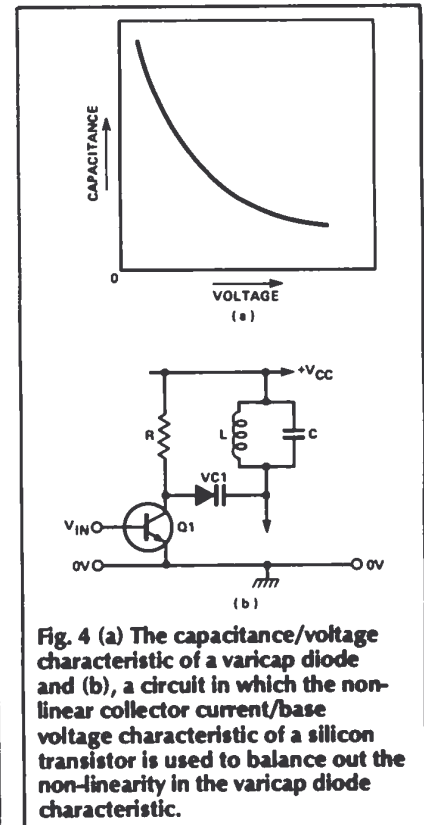 CAPACITANCE
0
VOLTAGE
(a)
+VCC
R
L
C
VC1
VIN
Q1
0V
0V
(b)
Fig. 4 (a) The capacitance/voltage
characteristic of a varicap diode
and (b), a circuit in which the non-
linear collector current/base
voltage characteristic of a silicon
transistor is used to balance out the
non-linearity in the varicap diode
characteristic.